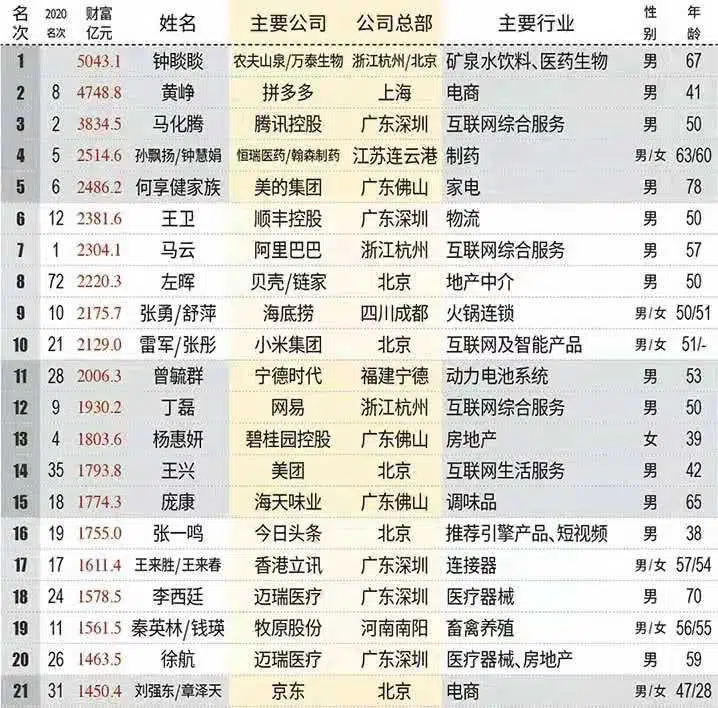 名次 2020名次 财富亿元 姓名 主要公司 公司总部 主要行业 性别 年龄
1 5043.1 钟睒睒 农夫山泉/万泰生物 浙江杭州/北京 矿泉水饮料、医药生物 男 67
2 8 4748.8 黄峥 拼多多 上海 电商 男 41
3 2 3834.5 马化腾 腾讯控股 广东深圳 互联网综合服务 男 50
4 5 2514.6 孙飘扬/钟慧娟 恒瑞医药/翰森制药 江苏连云港 制药 男/女 63/60
5 6 2486.2 何享健家族 美的集团 广东佛山 家电 男 78
6 12 2381.6 王卫 顺丰控股 广东深圳 物流 男 50
7 1 2304.1 马云 阿里巴巴 浙江杭州 互联网综合服务 男 57
8 72 2220.3 左晖 贝壳/链家 北京 地产中介 男 50
9 10 2175.7 张勇/舒萍 海底捞 四川成都 火锅连锁 男/女 50/51
10 21 2129.0 雷军/张彤 小米集团 北京 互联网及智能产品 男/女 51/-
11 28 2006.3 曾毓群 宁德时代 福建宁德 动力电池系统 男 53
12 9 1930.2 丁磊 网易 浙江杭州 互联网综合服务 男 50
13 4 1803.6 杨惠妍 碧桂园控股 广东佛山 房地产 女 39
14 35 1793.8 王兴 美团 北京 互联网生活服务 男 42
15 18 1774.3 庞康 海天味业 广东佛山 调味品 男 65
16 19 1755.0 张一鸣 今日头条 北京 推荐引擎产品、短视频 男 38
17 17 1611.4 王来胜/王来春 香港立讯 广东深圳 连接器 男/女 57/54
18 24 1578.5 李西廷 迈瑞医疗 广东深圳 医疗器械 男 70
19 11 1561.5 秦英林/钱瑛 牧原股份 河南南阳 畜禽养殖 男/女 56/55
20 26 1463.5 徐航 迈瑞医疗 广东深圳 医疗器械、房地产 男 59
21 31 1450.4 刘强东/章泽天 京东 北京 电商 男/女 47/28